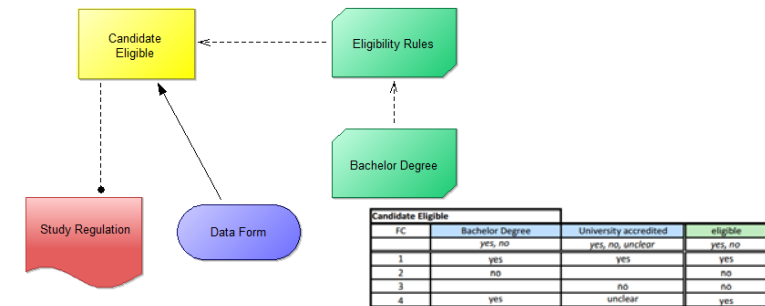 Candidate
Eligible
Eligibility Rules
Bachelor Degree
Study Regulation
Data Form
Candidate Eligible
FC Bachelor Degree University accredited eligible
yes, no yes, no, unclear yes, no
1 yes yes yes
2 no no
3 no no
4 yes unclear yes